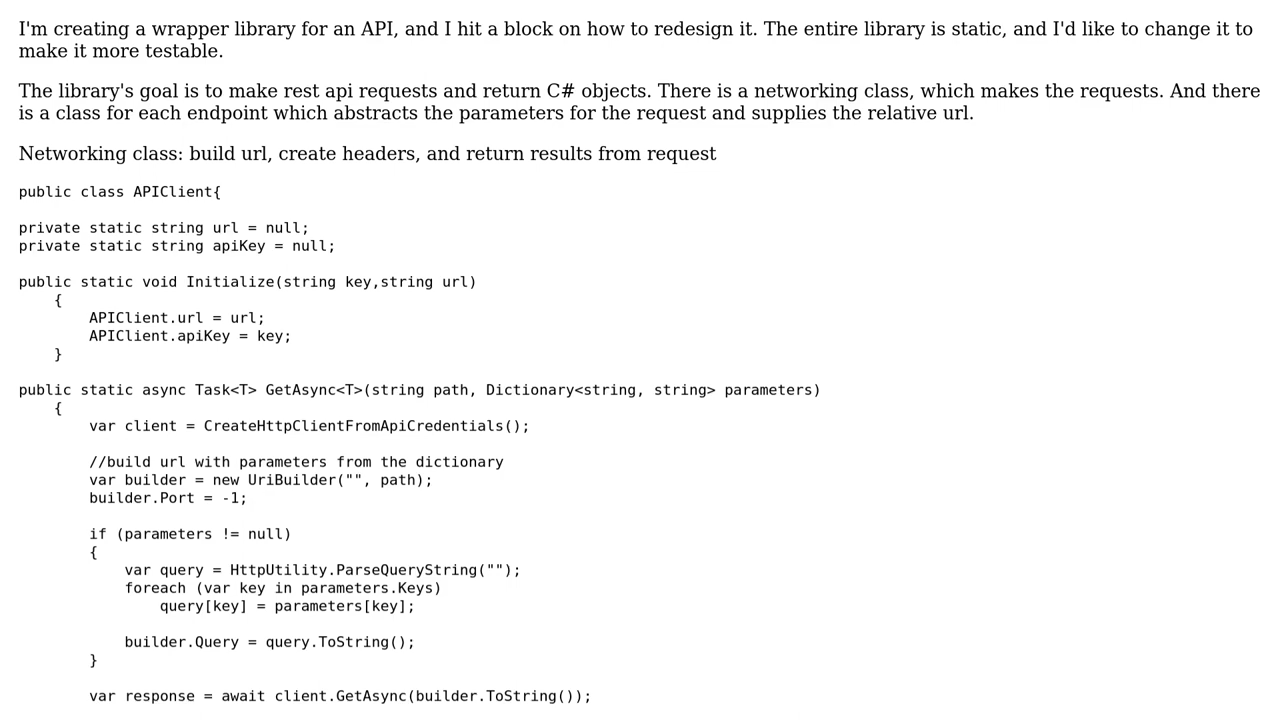 I'm creating a wrapper library for an API, and I hit a block on how to redesign it. The entire library is static, and I'd like to change it to
make it more testable.
The library's goal is to make rest api requests and return C# objects. There is a networking class, which makes the requests. And there
is a class for each endpoint which abstracts the parameters for the request and supplies the relative url.
Networking class: build url, create headers, and return results from request
public class APIClient{
private static string url = null;
private static string apiKey = null;
public static void Initialize(string key,string url)
    {
        APIClient.url = url;
        APIClient.apiKey = key;
    }
public static async Task<T> GetAsync<T>(string path, Dictionary<string, string> parameters)
    {
        var client = CreateHttpClientFromApiCredentials();
        //build url with parameters from the dictionary
        var builder = new UriBuilder("", path);
        builder.Port = -1;
        if (parameters != null)
        {
            var query = HttpUtility.ParseQueryString("");
            foreach (var key in parameters.Keys)
                query[key] = parameters[key];
            builder.Query = query.ToString();
        }
        var response = await client.GetAsync(builder.ToString());